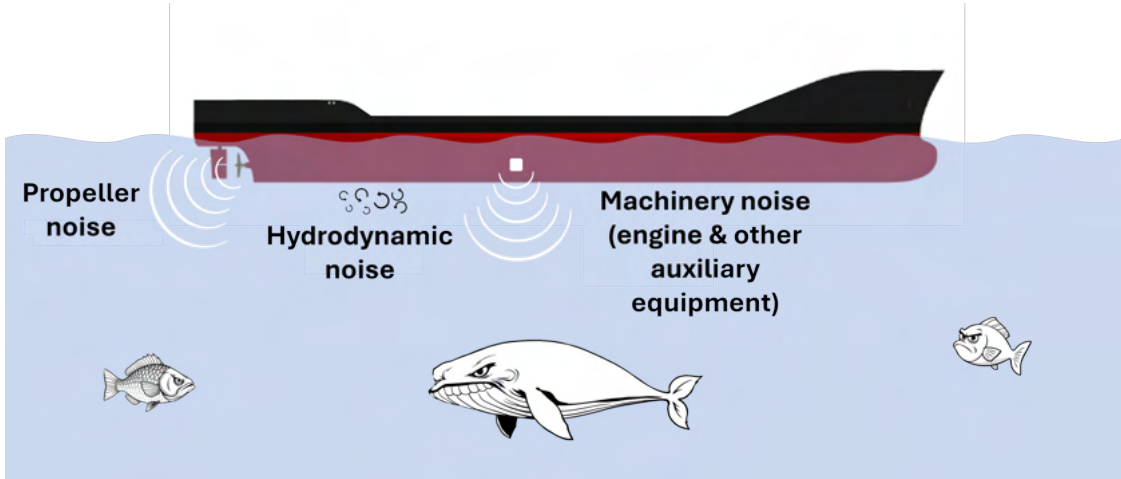 Propeller
noise
Hydrodynamic
noise
Machinery noise
(engine & other
auxiliary
equipment)